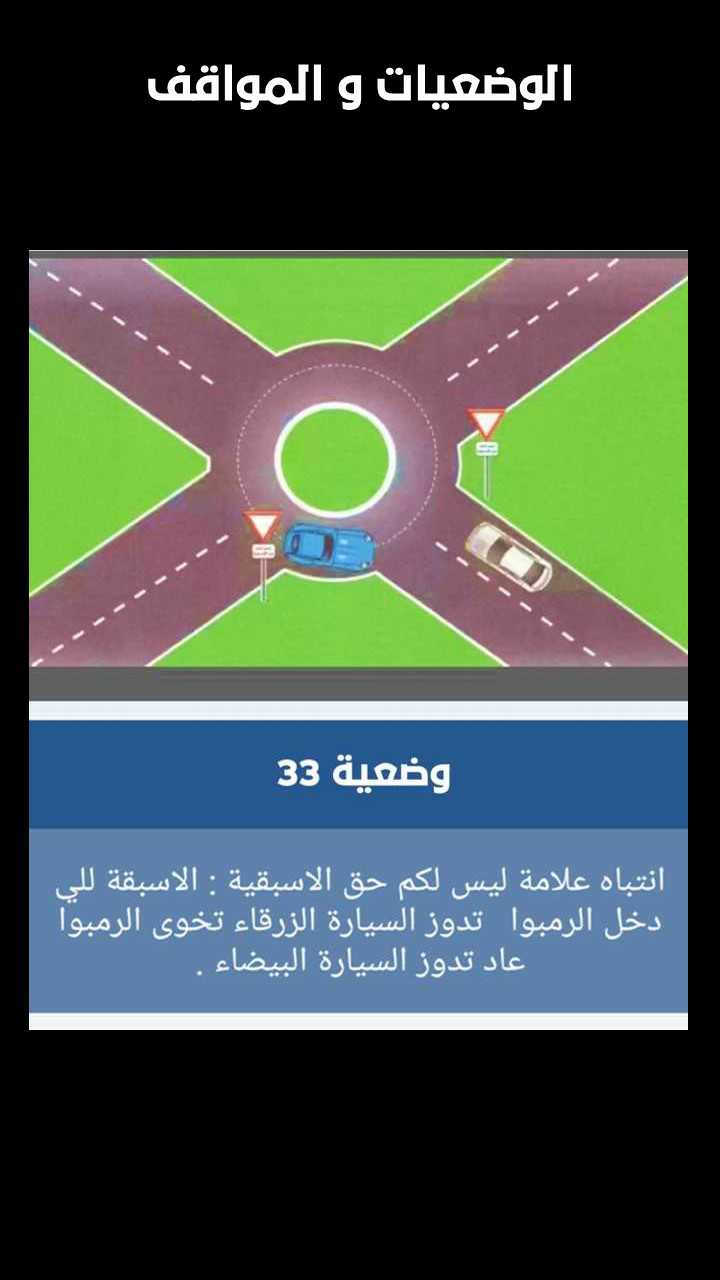 الوضعيات و المواقف
وضعية 33
انتباه علامة ليس لكم حق الاسبقية : الاسبقة للي
دخل الرمبوا تدوز السيارة الزرقاء تخوى الرمبوا
عاد تدوز السيارة البيضاء .